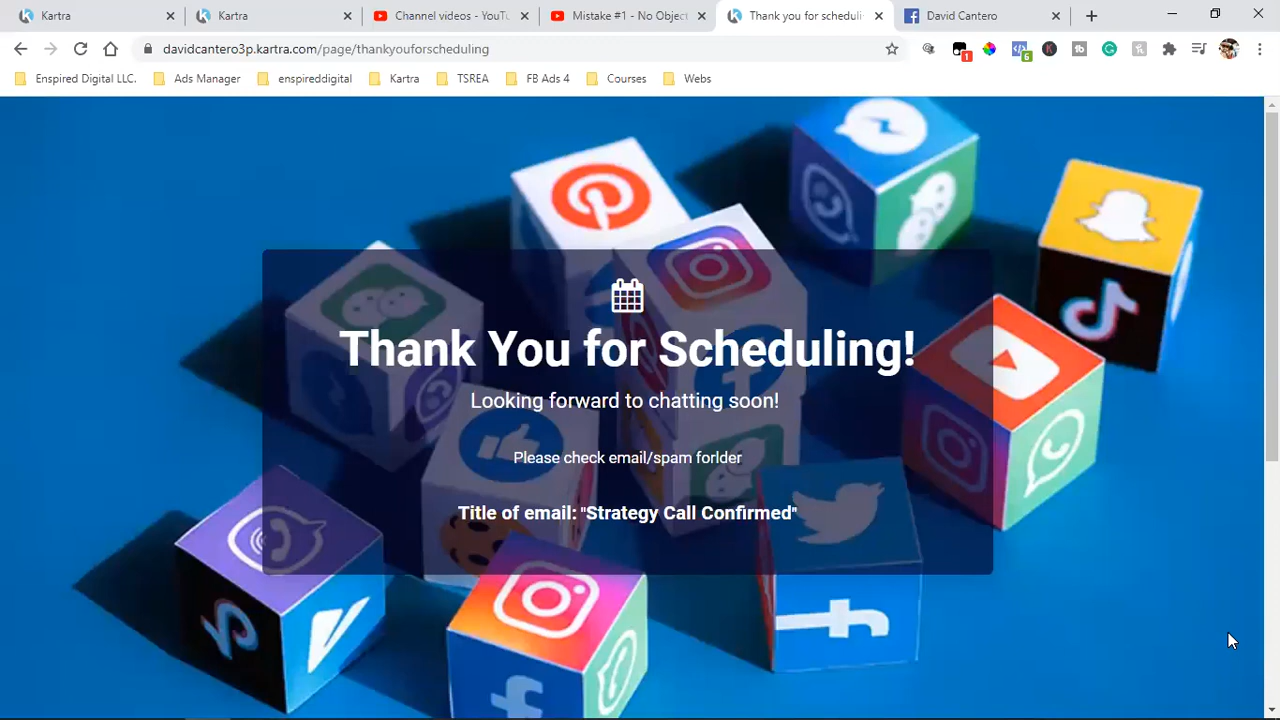 Kartra
Kartra
Channel videos - YouTu
Mistake #1 - No Object
Thank you for scheduli
David Cantero
davidcantero3p.kartra.com/page/thankyouforscheduling
1
6
Enspired Digital LLC.
Ads Manager
enspireddigital
Kartra
TSREA
FB Ads 4
Courses
Webs
Thank You for Scheduling!
Looking forward to chatting soon!
Please check email/spam forlder
Title of email: "Strategy Call Confirmed"